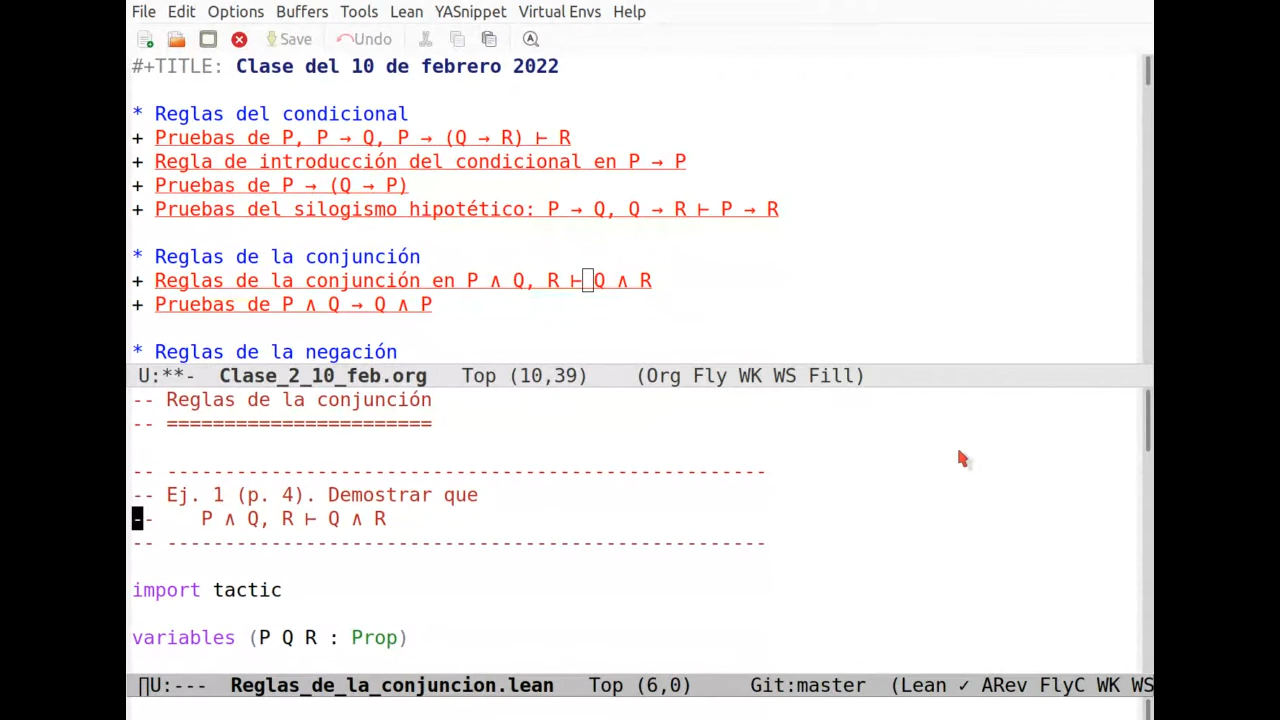 File Edit Options Buffers Tools Lean YASnippet Virtual Envs Help
Save Undo
#+TITLE: Clase del 10 de febrero 2022
* Reglas del condicional
+ Pruebas de P, P → Q, P → (Q → R) ⊢ R
+ Regla de introducción del condicional en P → P
+ Pruebas de P → (Q → P)
+ Pruebas del silogismo hipotético: P → Q, Q → R ⊢ P → R
* Reglas de la conjunción
+ Reglas de la conjunción en P ∧ Q, R ⊢ Q ∧ R
+ Pruebas de P ∧ Q → Q ∧ P
* Reglas de la negación
U:**- Clase_2_10_feb.org Top (10,39) (Org Fly WK WS Fill)
-- Reglas de la conjunción
-- =======================
-- ----------------------------------------------------
-- Ej. 1 (p. 4). Demostrar que
-- P ∧ Q, R ⊢ Q ∧ R
-- ----------------------------------------------------
import tactic
variables (P Q R : Prop)
∏U:--- Reglas_de_la_conjuncion.lean Top (6,0) Git:master (Lean ✓ ARev FlyC WK WS